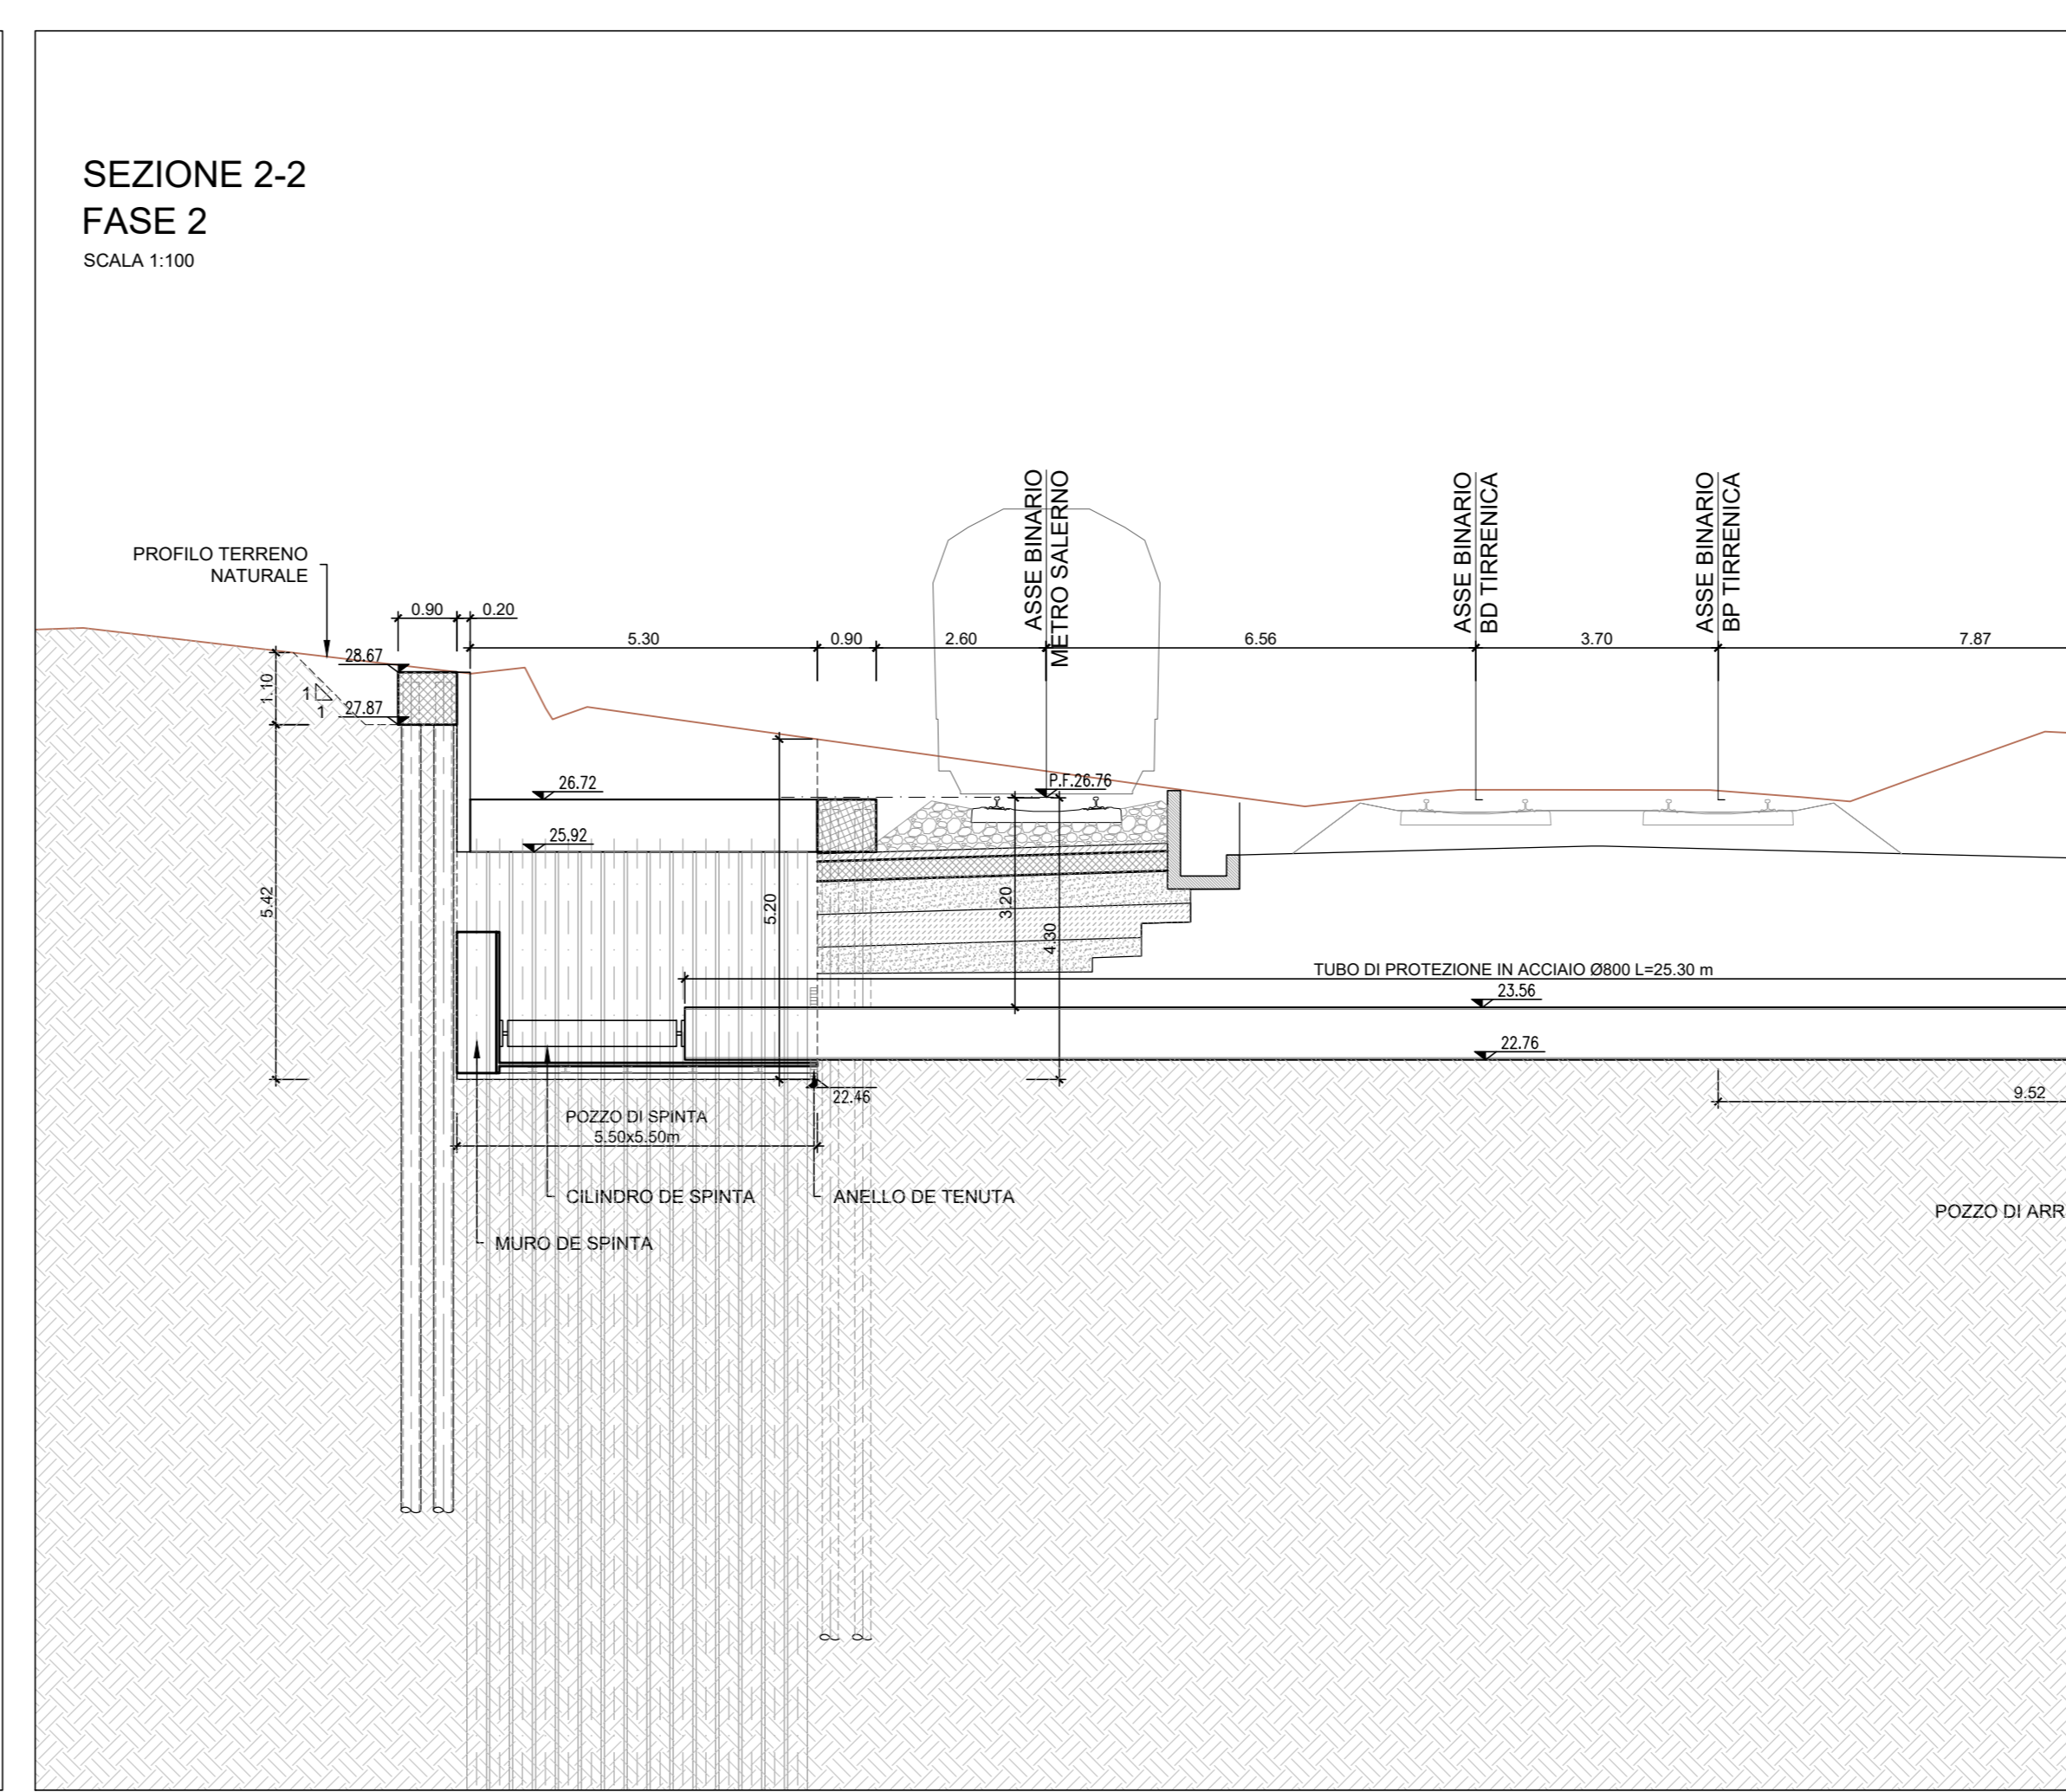 SEZIONE 2-2
FASE 2
SCALA 1:100
ASSE BINARIO
METRO SALERNO
ASSE BINARIO
BD TIRRENICA
ASSE BINARIO
BP TIRRENICA
PROFILO TERRENO
NATURALE
0.90
0.20
5.30
0.90
2.60
6.56
3.70
7.87
28.67
1.10
1
1
27.87
26.72
P.F.26.76
25.92
5.42
5.20
3.20
4.30
TUBO DI PROTEZIONE IN ACCIAIO Ø800 L=25.30 m
23.56
22.76
22.46
9.52
POZZO DI SPINTA
5.50x5.50m
CILINDRO DE SPINTA
ANELLO DE TENUTA
POZZO DI ARR
MURO DE SPINTA